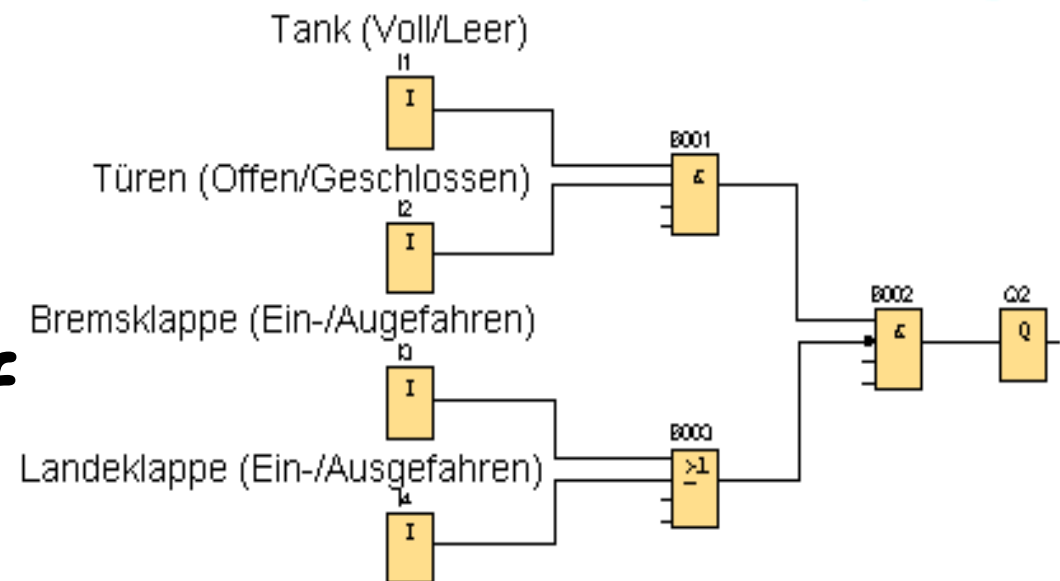 Tank (Voll/Leer)
I1
I
B001
&
Türen (Offen/Geschlossen)
I2
I
B002
&
Q2
Q
Bremsklappe (Ein-/Augefahren)
I3
I
B003
>1
Landeklappe (Ein-/Ausgefahren)
I4
I